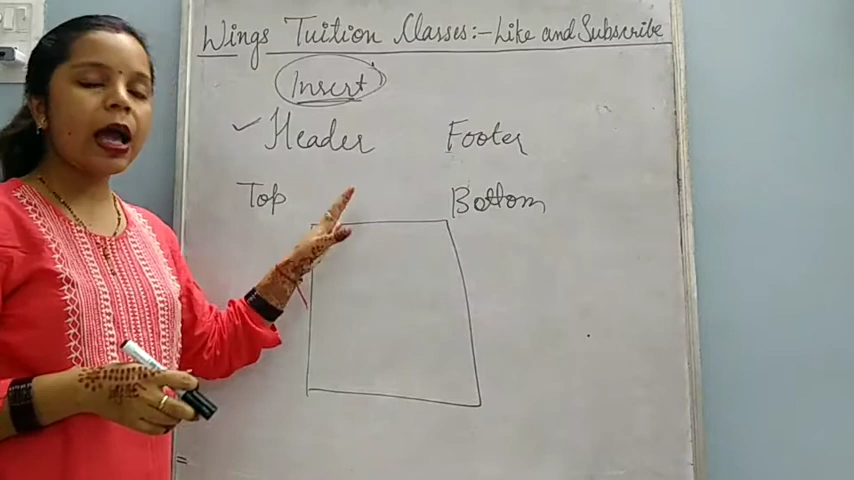 Wings Tuition Classes:- Like and Subscribe
Insert
Header Footer
Top Bottom